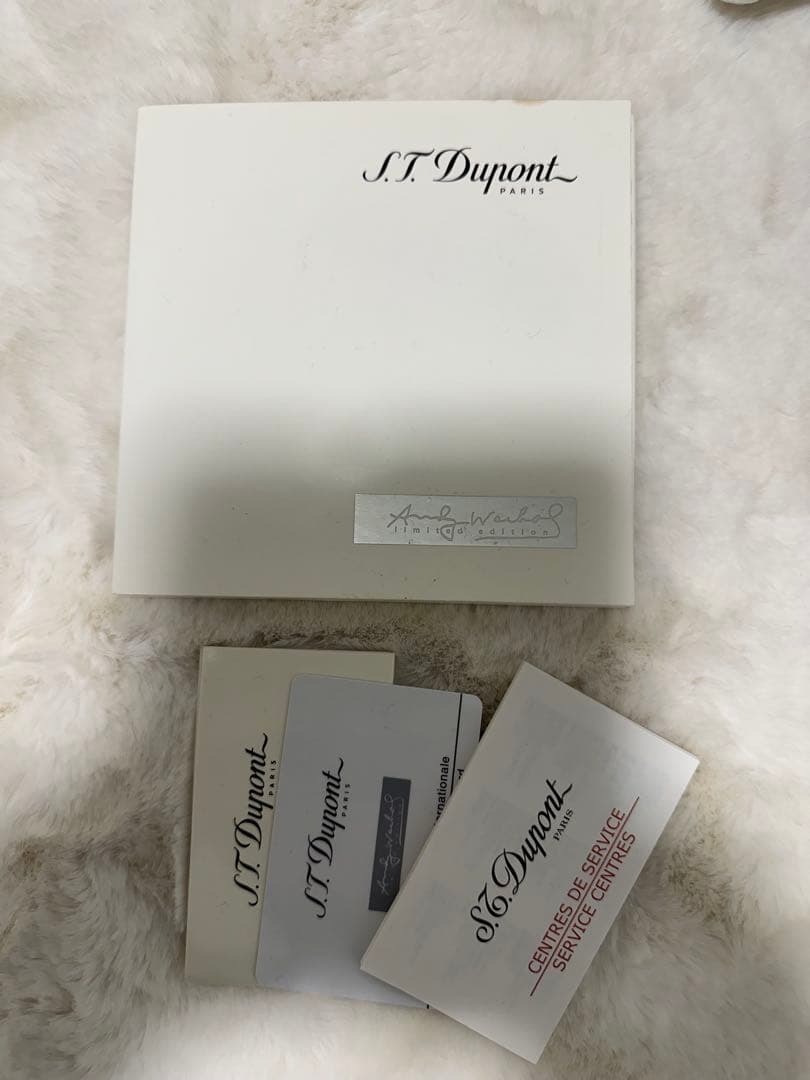 S.T. Dupont
PARIS
Andy Warhol
limited edition
S.T. Dupont
PARIS
S.T. Dupont
PARIS
Andy Warhol
S.T. Dupont
PARIS
CENTRES DE SERVICE
SERVICE CENTRES